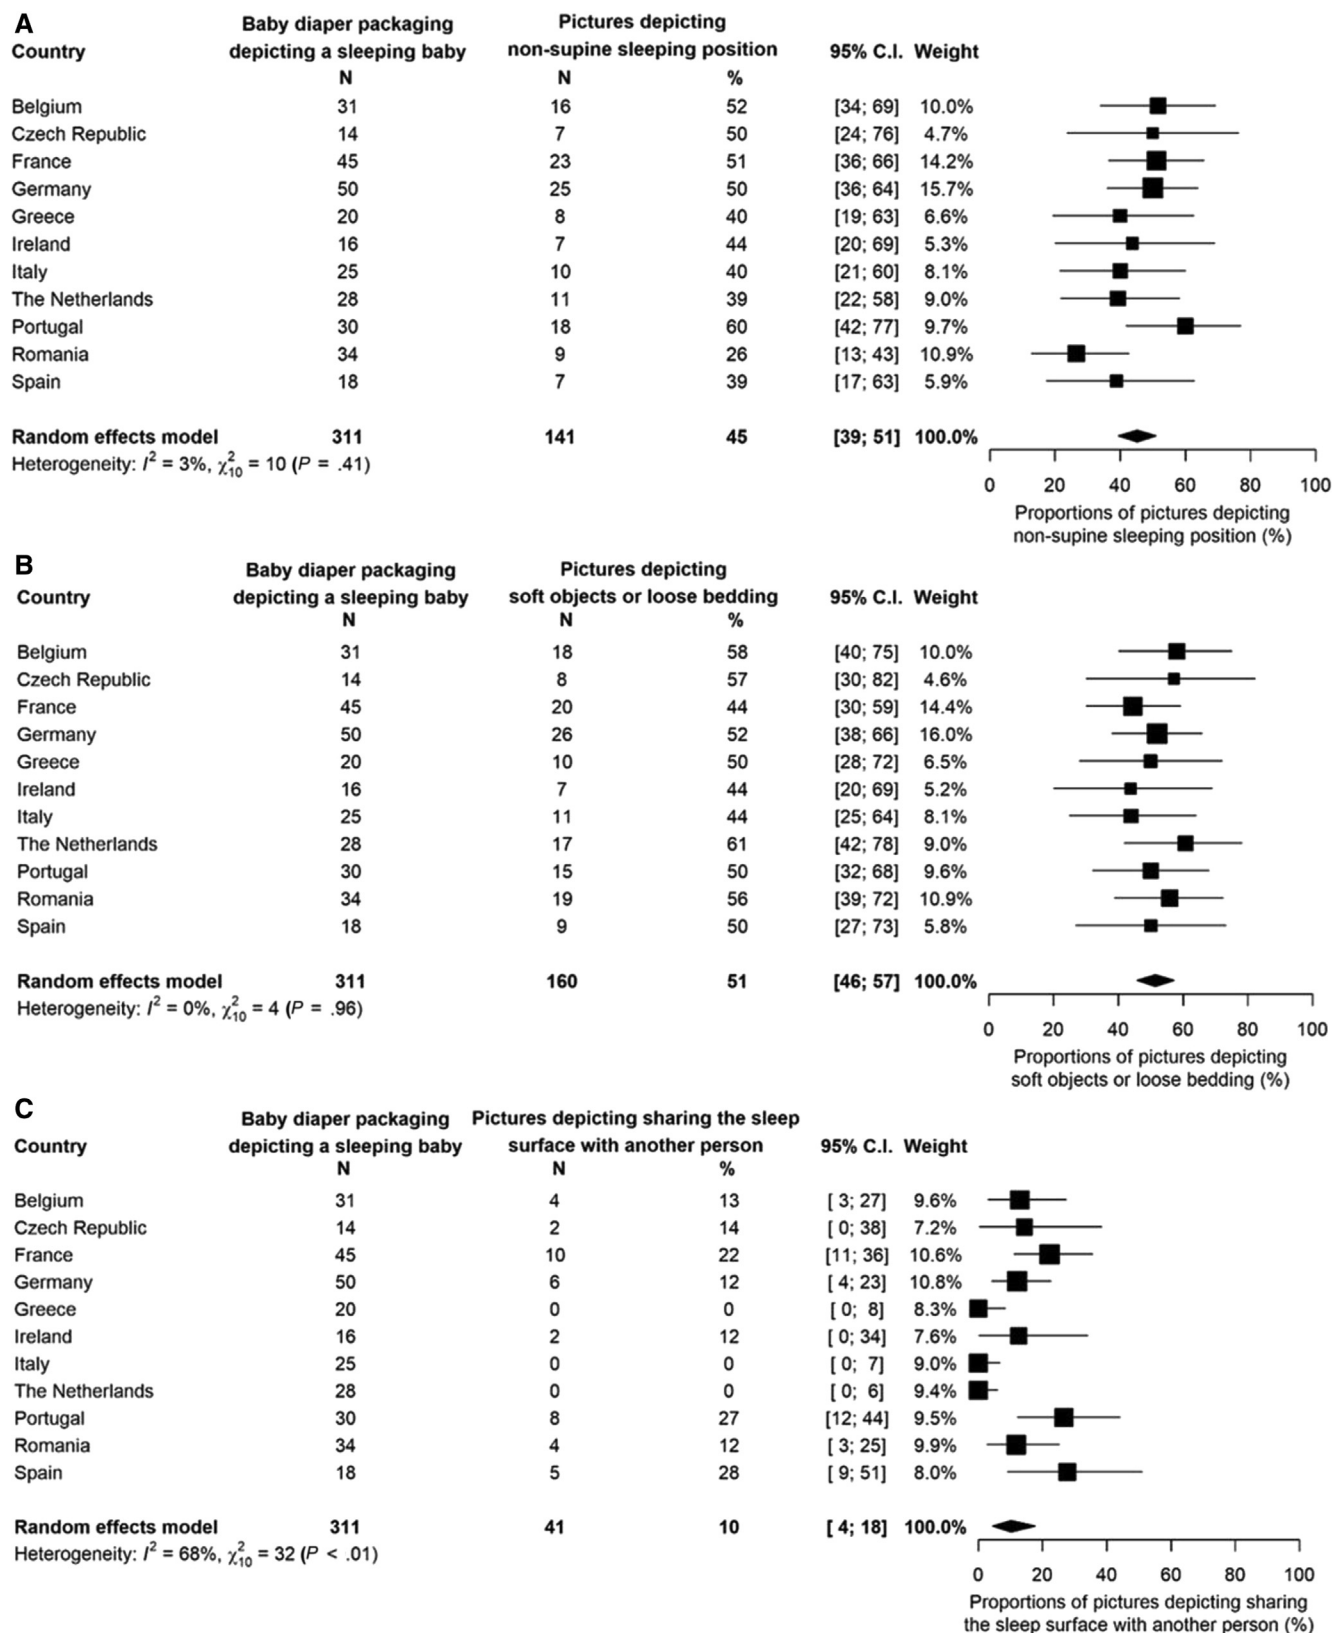 A
Baby diaper packaging Pictures depicting
Country depicting a sleeping baby non-supine sleeping position 95% C.I. Weight
N N %
Belgium 31 16 52 [34; 69] 10.0%
Czech Republic 14 7 50 [24; 76] 4.7%
France 45 23 51 [36; 66] 14.2%
Germany 50 25 50 [36; 64] 15.7%
Greece 20 8 40 [19; 63] 6.6%
Ireland 16 7 44 [20; 69] 5.3%
Italy 25 10 40 [21; 60] 8.1%
The Netherlands 28 11 39 [22; 58] 9.0%
Portugal 30 18 60 [42; 77] 9.7%
Romania 34 9 26 [13; 43] 10.9%
Spain 18 7 39 [17; 63] 5.9%
Random effects model 311 141 45 [39; 51] 100.0%
Heterogeneity: I² = 3%, χ²₁₀ = 10 (P = .41)
0 20 40 60 80 100
Proportions of pictures depicting
non-supine sleeping position (%)
B
Baby diaper packaging Pictures depicting
Country depicting a sleeping baby soft objects or loose bedding 95% C.I. Weight
N N %
Belgium 31 18 58 [40; 75] 10.0%
Czech Republic 14 8 57 [30; 82] 4.6%
France 45 20 44 [30; 59] 14.4%
Germany 50 26 52 [38; 66] 16.0%
Greece 20 10 50 [28; 72] 6.5%
Ireland 16 7 44 [20; 69] 5.2%
Italy 25 11 44 [25; 64] 8.1%
The Netherlands 28 17 61 [42; 78] 9.0%
Portugal 30 15 50 [32; 68] 9.6%
Romania 34 19 56 [39; 72] 10.9%
Spain 18 9 50 [27; 73] 5.8%
Random effects model 311 160 51 [46; 57] 100.0%
Heterogeneity: I² = 0%, χ²₁₀ = 4 (P = .96)
0 20 40 60 80 100
Proportions of pictures depicting
soft objects or loose bedding (%)
C
Baby diaper packaging Pictures depicting sharing the sleep
Country depicting a sleeping baby surface with another person 95% C.I. Weight
N N %
Belgium 31 4 13 [ 3; 27] 9.6%
Czech Republic 14 2 14 [ 0; 38] 7.2%
France 45 10 22 [11; 36] 10.6%
Germany 50 6 12 [ 4; 23] 10.8%
Greece 20 0 0 [ 0; 8] 8.3%
Ireland 16 2 12 [ 0; 34] 7.6%
Italy 25 0 0 [ 0; 7] 9.0%
The Netherlands 28 0 0 [ 0; 6] 9.4%
Portugal 30 8 27 [12; 44] 9.5%
Romania 34 4 12 [ 3; 25] 9.9%
Spain 18 5 28 [ 9; 51] 8.0%
Random effects model 311 41 10 [ 4; 18] 100.0%
Heterogeneity: I² = 68%, χ²₁₀ = 32 (P < .01)
0 20 40 60 80 100
Proportions of pictures depicting sharing
the sleep surface with another person (%)